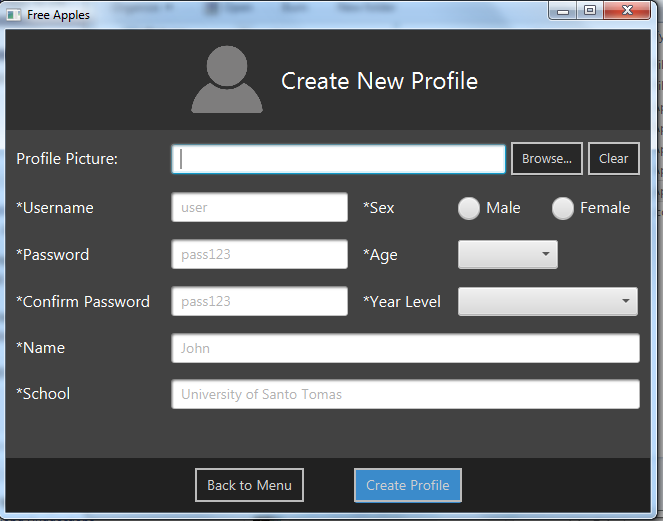 Free Apples
Create New Profile
Profile Picture: Browse... Clear
*Username user *Sex Male Female
*Password pass123 *Age
*Confirm Password pass123 *Year Level
*Name John
*School University of Santo Tomas
Back to Menu Create Profile